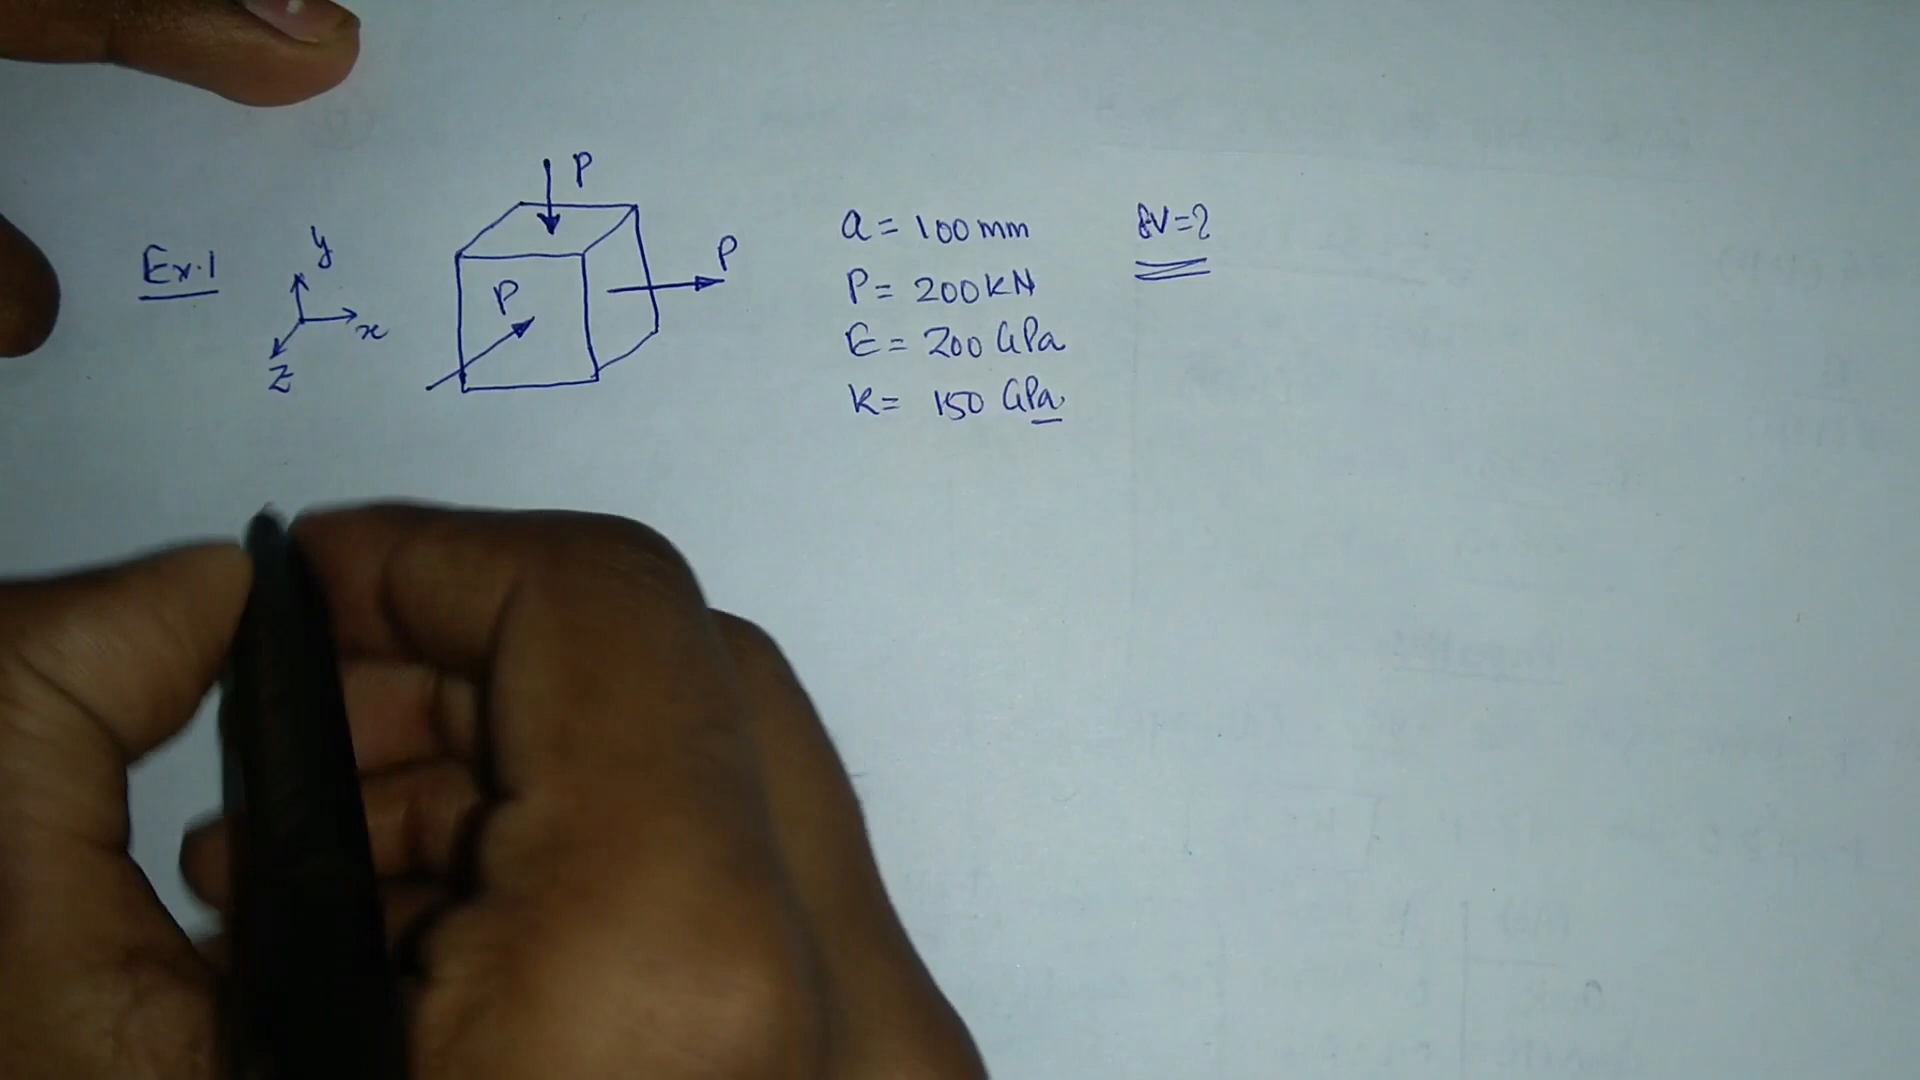 Ex.1
y
x
z
P
P
P
a = 100 mm
P = 200 KN
E = 200 GPa
K = 150 GPa
δV = ?